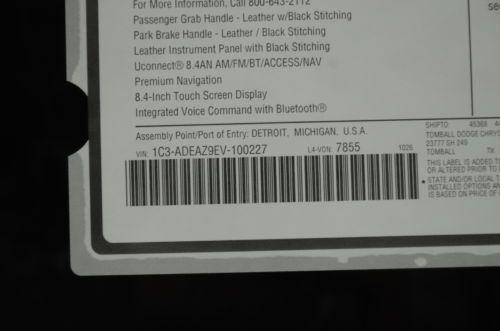 For More Information, Call 800-643-2112
Passenger Grab Handle - Leather w/Black Stitching
Park Brake Handle - Leather / Black Stitching
Leather Instrument Panel with Black Stitching
Uconnect® 8.4AN AM/FM/BT/ACCESS/NAV
Premium Navigation
8.4-Inch Touch Screen Display
Integrated Voice Command with Bluetooth®
Assembly Point/Port of Entry: DETROIT, MICHIGAN, U.S.A.
VIN: 1C3-ADEAZ9EV-100227 L4-VON: 7855 1026
SHIPTO: 45368
TOMBALL DODGE CHRYS
23777 SH 249
TOMBALL TX
THIS LABEL IS ADDED T
OR ALTERED PRIOR TO
STATE AND/OR LOCAL T
INSTALLED OPTIONS AN
IS BASED ON PRICE OF